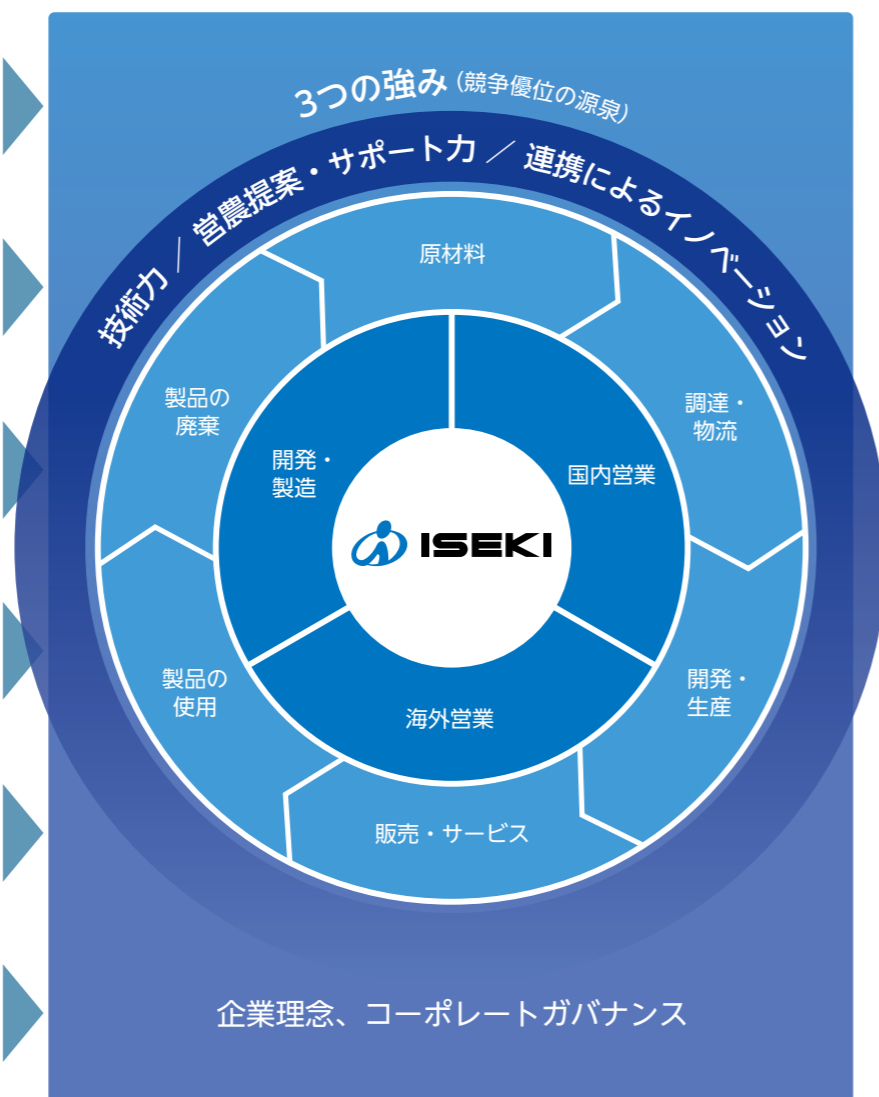 3つの強み(競争優位の源泉)
技術力 / 営農提案・サポート力 / 連携によるイノベーション
原材料
調達・
物流
開発・
生産
販売・サービス
製品の
使用
製品の
廃棄
開発・
製造
国内営業
海外営業
ISEKI
企業理念、コーポレートガバナンス